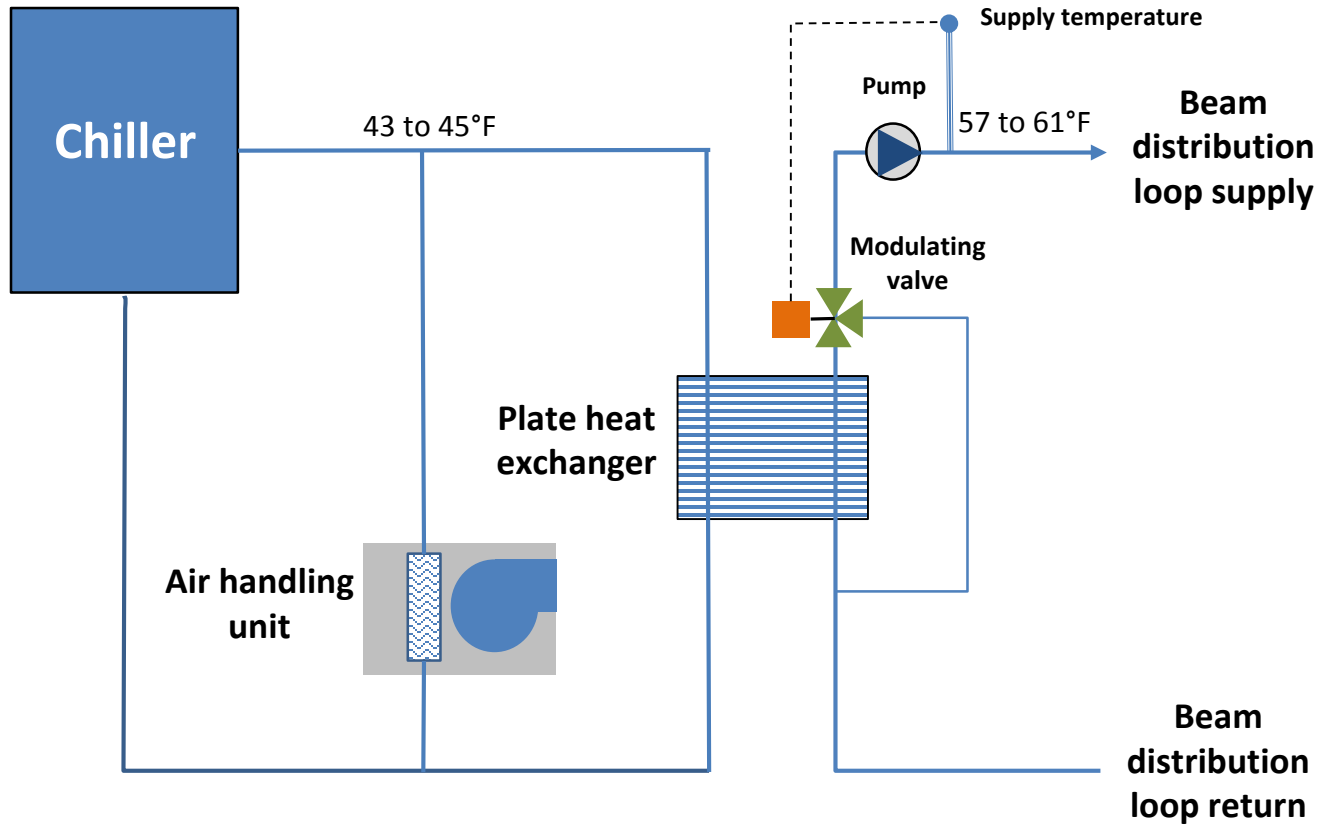 Supply temperature
Pump
Beam
distribution
loop supply
Chiller
43 to 45°F
57 to 61°F
Modulating
valve
Plate heat
exchanger
Air handling
unit
Beam
distribution
loop return